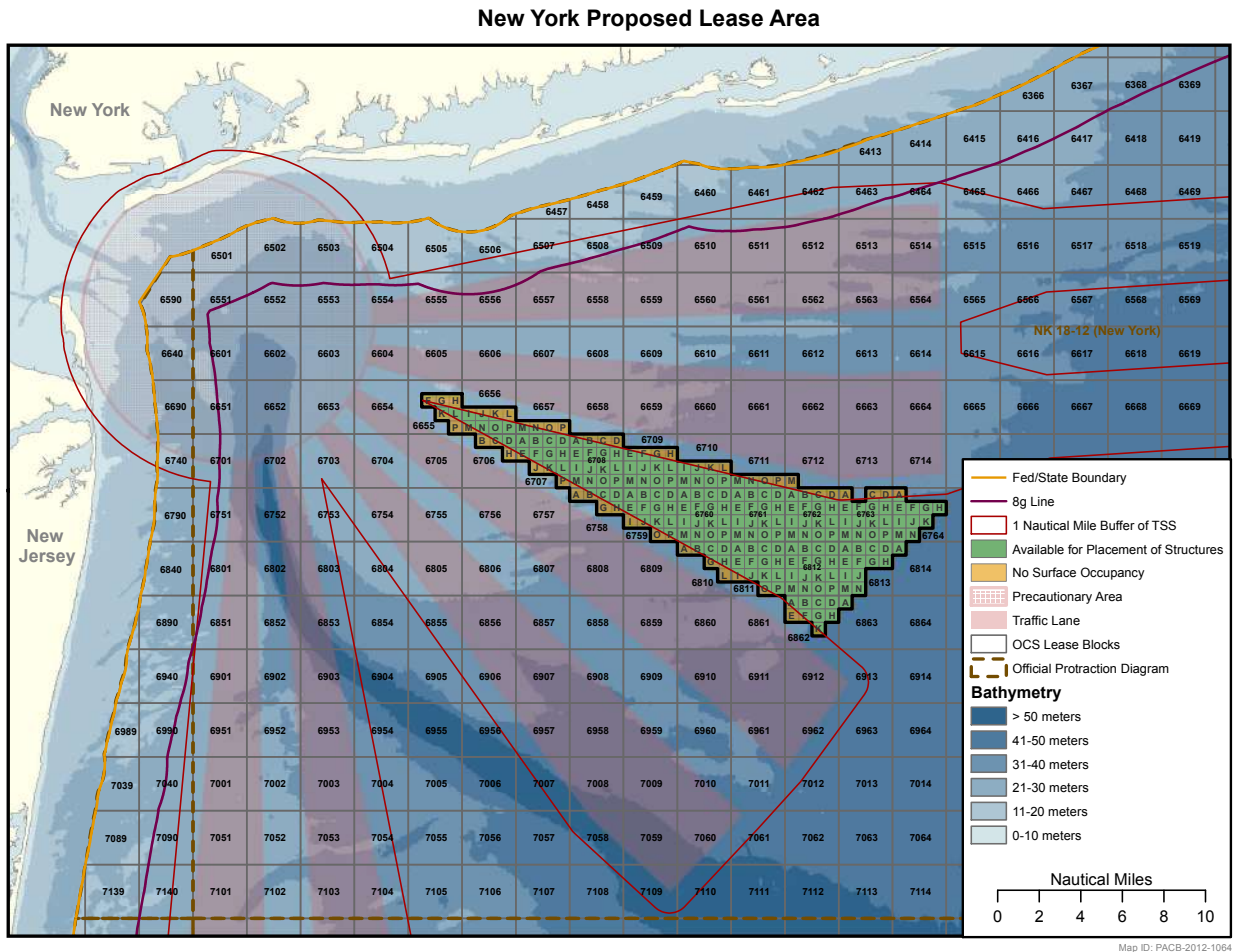 New York Proposed Lease Area
New York
6366 6367 6368 6369
6413 6414 6415 6416 6417 6418 6419
6457 6458 6459 6460 6461 6462 6463 6464 6465 6466 6467 6468 6469
6501 6502 6503 6504 6505 6506 6507 6508 6509 6510 6511 6512 6513 6514 6515 6516 6517 6518 6519
6590 6551 6552 6553 6554 6555 6556 6557 6558 6559 6560 6561 6562 6563 6564 6565 6566 6567 6568 6569
NK 18-12 (New York)
6640 6601 6602 6603 6604 6605 6606 6607 6608 6609 6610 6611 6612 6613 6614 6615 6616 6617 6618 6619
6690 6651 6652 6653 6654 6655 6656 6657 6658 6659 6660 6661 6662 6663 6664 6665 6666 6667 6668 6669
6740 6701 6702 6703 6704 6705 6706 6707 6708 6709 6710 6711 6712 6713 6714
New
Jersey
6790 6751 6752 6753 6754 6755 6756 6757 6758 6759 6760 6761 6762 6763 6764
6840 6801 6802 6803 6804 6805 6806 6807 6808 6809 6810 6811 6812 6813 6814
6890 6851 6852 6853 6854 6855 6856 6857 6858 6859 6860 6861 6862 6863 6864
6940 6901 6902 6903 6904 6905 6906 6907 6908 6909 6910 6911 6912 6913 6914
6989 6990 6951 6952 6953 6954 6955 6956 6957 6958 6959 6960 6961 6962 6963 6964
7039 7040 7001 7002 7003 7004 7005 7006 7007 7008 7009 7010 7011 7012 7013 7014
7089 7090 7051 7052 7053 7054 7055 7056 7057 7058 7059 7060 7061 7062 7063 7064
7139 7140 7101 7102 7103 7104 7105 7106 7107 7108 7109 7110 7111 7112 7113 7114
Fed/State Boundary
8g Line
1 Nautical Mile Buffer of TSS
Available for Placement of Structures
No Surface Occupancy
Precautionary Area
Traffic Lane
OCS Lease Blocks
Official Protraction Diagram
Bathymetry
> 50 meters
41-50 meters
31-40 meters
21-30 meters
11-20 meters
0-10 meters
Nautical Miles
0 2 4 6 8 10
Map ID: PACB-2012-1064